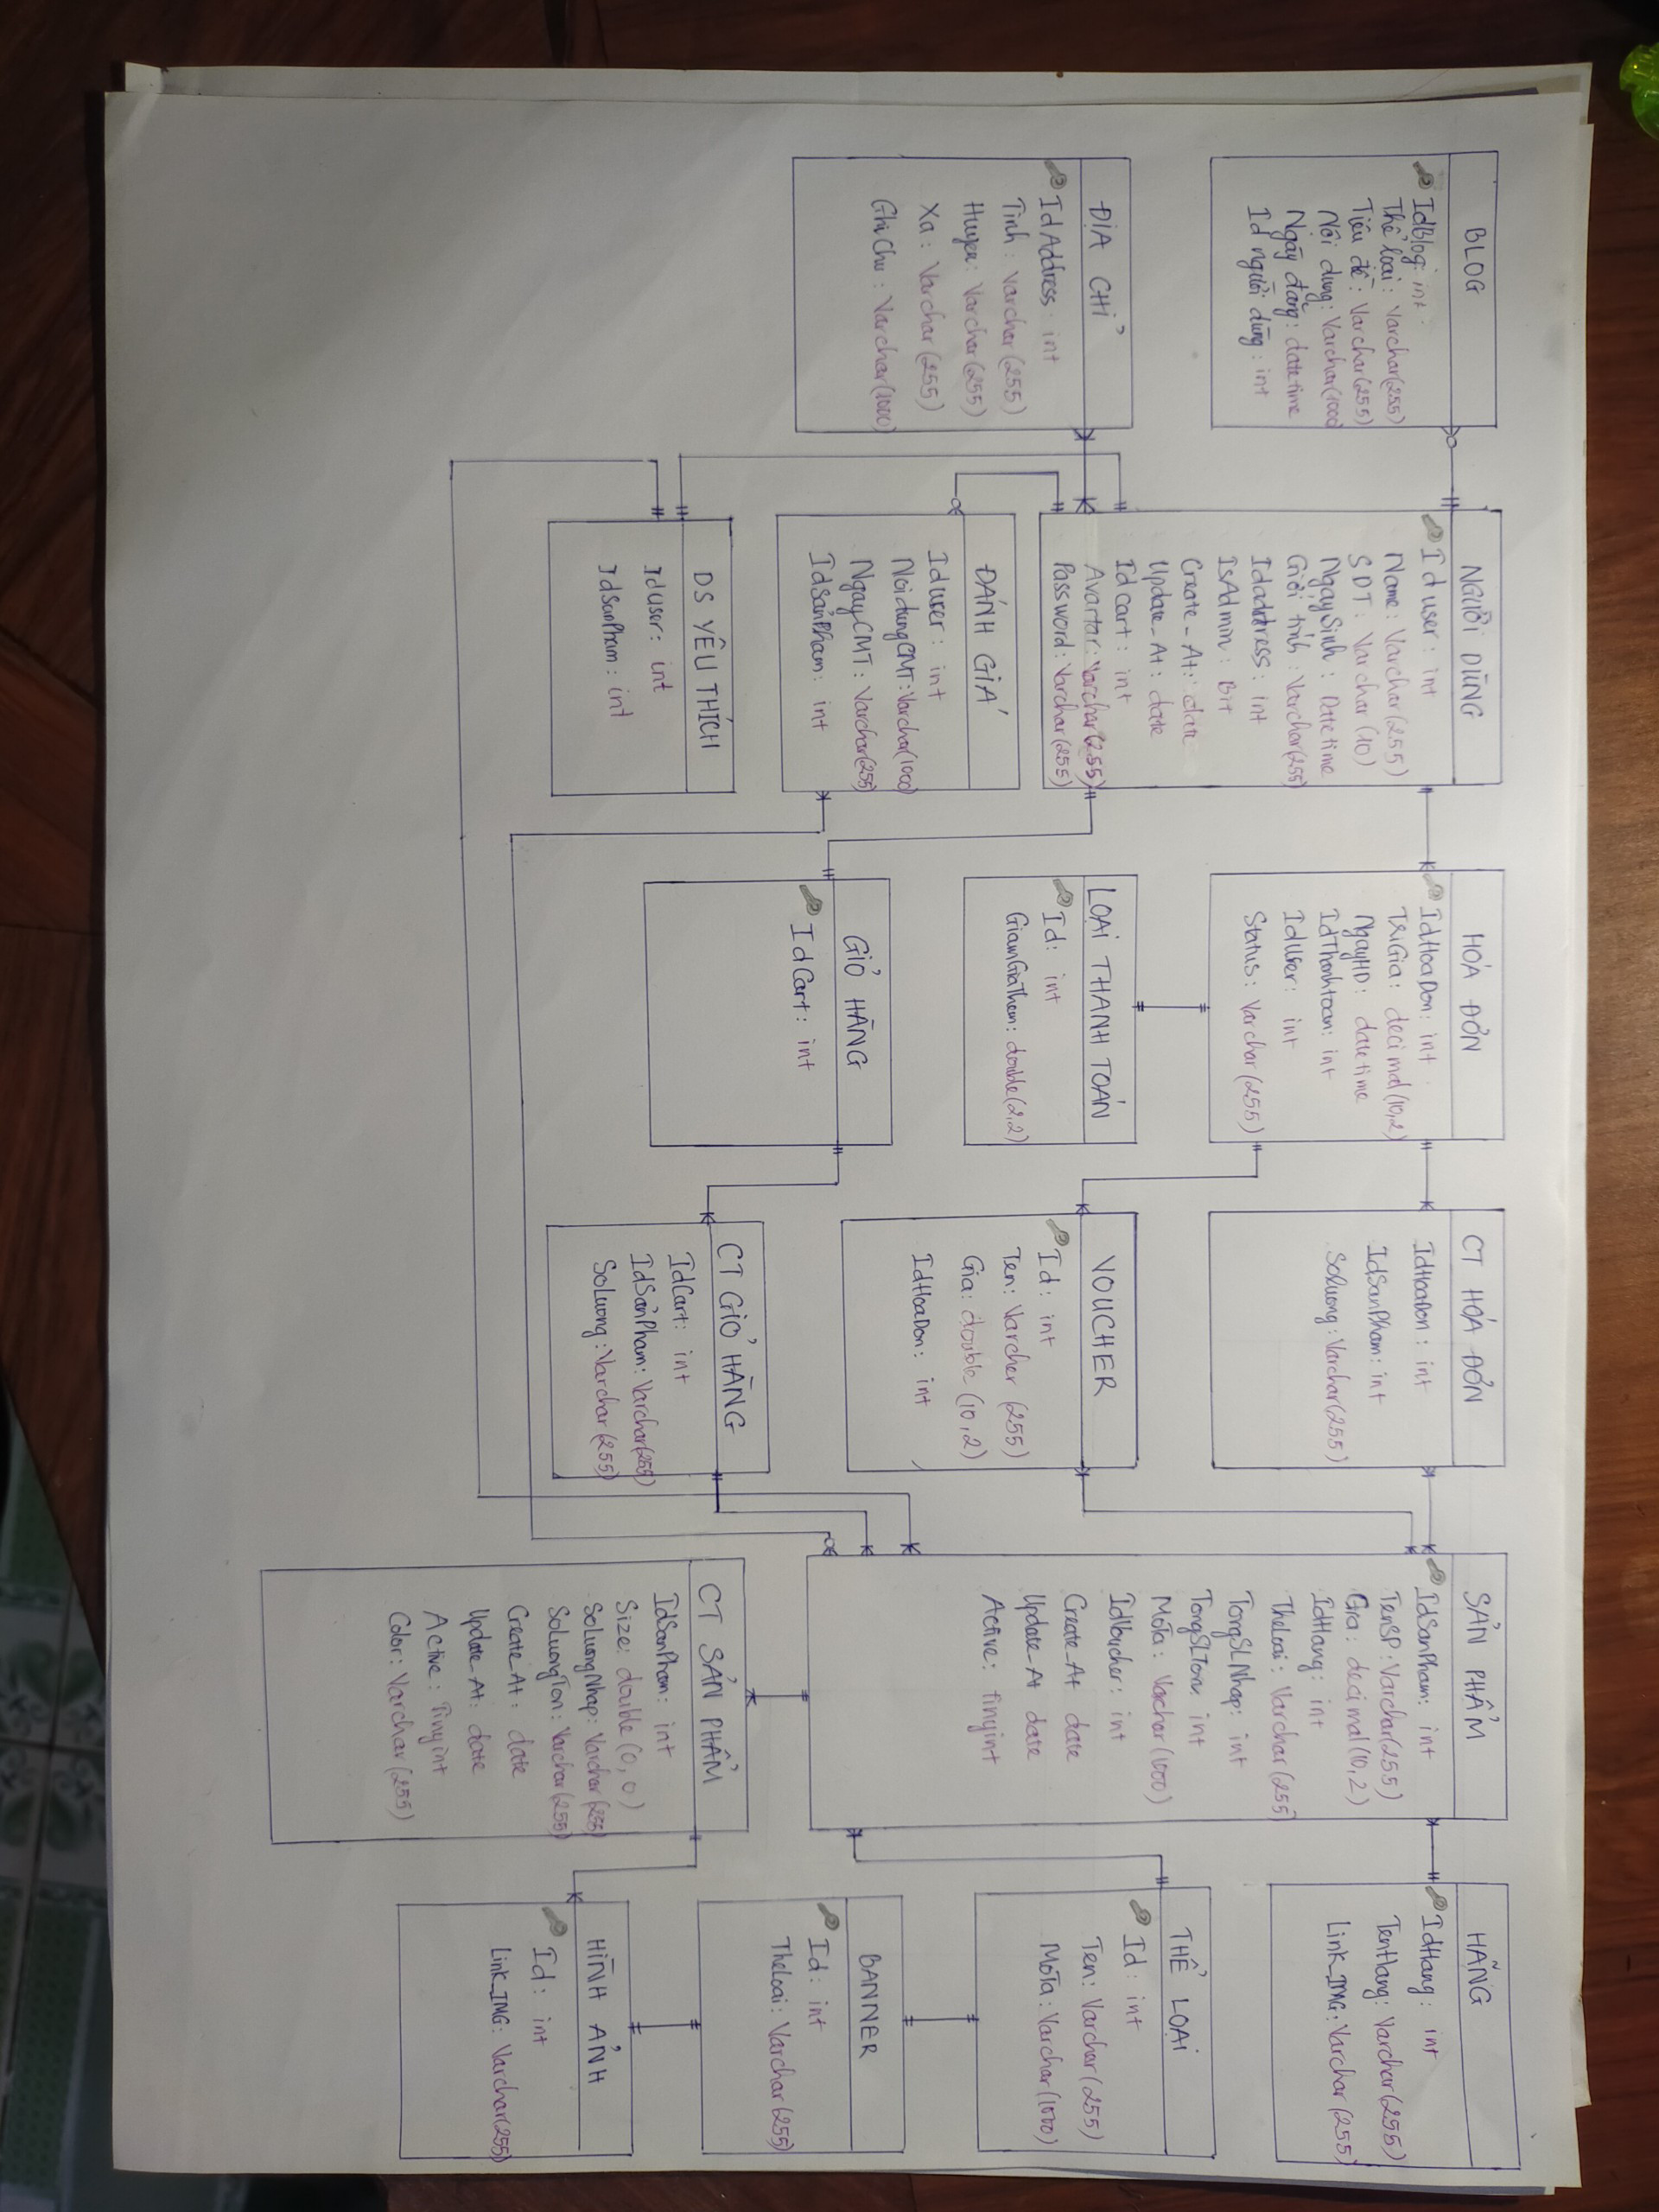 BLOG
IdBlog: int
Thể loại: Varchar(255)
Tiêu đề: Varchar(255)
Nội dung: Varchar(1000)
Ngày đăng: datetime
Id người dùng: int
ĐỊA CHỈ
IdAddress: int
Tinh: Varchar(255)
Huyen: Varchar(255)
Xa: Varchar(255)
Ghi Chu: Varchar(1000)
NGƯỜI DÙNG
Id user: int
Name: Varchar(255)
SDT: Varchar(10)
NgaySinh: Datetime
Giới tính: Varchar(255)
Idaddress: int
IsAdmin: Bit
Create_At: date
Update_At: date
Id cart: int
Avartar: Varchar(255)
Password: Varchar(255)
ĐÁNH GIÁ
Id user: int
NoidungCMT: Varchar(1000)
NgayCMT: Varchar(255)
IdSảnPham: int
DS YÊU THÍCH
IdUser: int
IdSanPham: int
HÓA ĐƠN
IdHoaDon: int
TriGia: decimal(10,2)
NgayHD: datetime
IdThanhtoan: int
IdUser: int
Status: Varchar(255)
LOẠI THANH TOÁN
Id: int
GiamGiaThem: double(2,2)
GIỎ HÀNG
IdCart: int
CT HÓA ĐƠN
IdHoaDon: int
IdSanPham: int
SoLuong: Varchar(255)
VOUCHER
Id: int
Ten: Varchar (255)
Gia: double (10,2)
IdHoaDon: int
CT GIỎ HÀNG
IdCart: int
IdSảnPham: Varchar(255)
SoLuong: Varchar(255)
SẢN PHẨM
IdSanPham: int
TenSP: Varchar(255)
Gia: decimal(10,2)
IdHang: int
TheLoai: Varchar(255)
TongSLNhap: int
TongSLTon: int
MoTa: Varchar(1000)
IdVoucher: int
Create_At date
Update_At date
Active: tinyint
CT SẢN PHẨM
IdSanPham: int
Size: double(0,0)
SoLuongNhap: Varchar(255)
SoLuongTon: Varchar(255)
Create_At: date
Update_At: date
Active: Tinyint
Color: Varchar(255)
HÃNG
IdHang: int
TenHang: Varchar(255)
Link_IMG: Varchar(255)
THỂ LOẠI
Id: int
Ten: Varchar(255)
MoTa: Varchar(1000)
BANNER
Id: int
TheLoai: Varchar(255)
HÌNH ẢNH
Id: int
Link_IMG: Varchar(255)